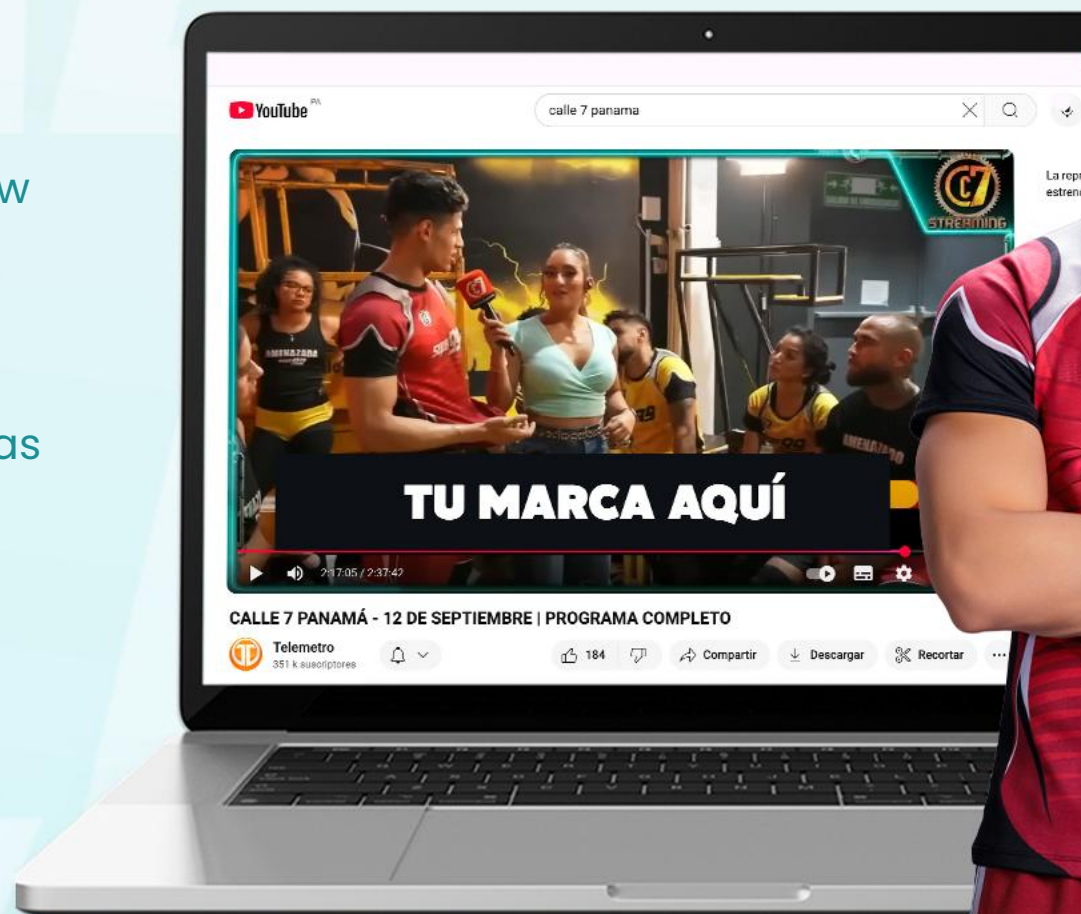 w
as
YouTube PA
calle 7 panama
La repr
estren
C7
STREAMING
AMENAZADA
AMENAZADO
TU MARCA AQUÍ
2:17:05 / 2:37:42
CALLE 7 PANAMÁ - 12 DE SEPTIEMBRE | PROGRAMA COMPLETO
Telemetro
351 k suscriptores
184
Compartir
Descargar
Recortar